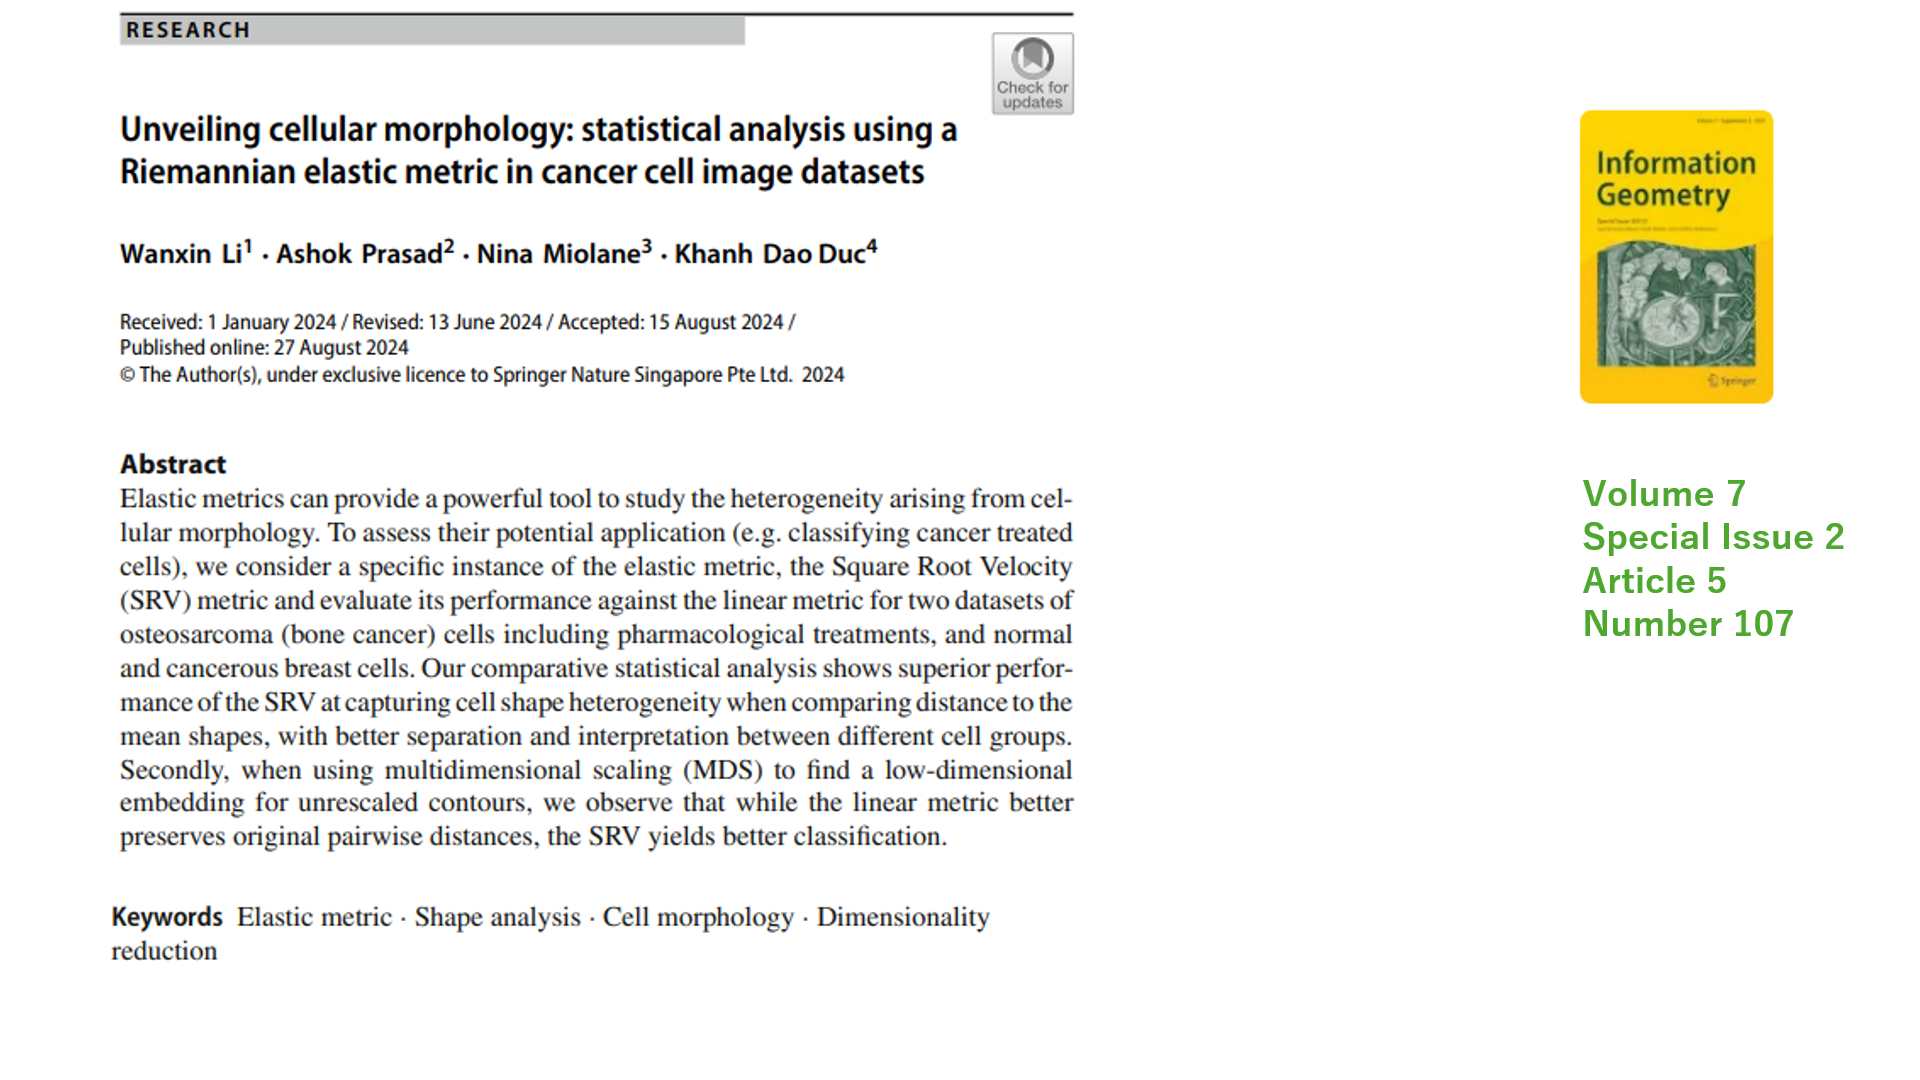 RESEARCH
Check for
updates
Unveiling cellular morphology: statistical analysis using a
Riemannian elastic metric in cancer cell image datasets
Wanxin Li1 · Ashok Prasad2 · Nina Miolane3 · Khanh Dao Duc4
Received: 1 January 2024 / Revised: 13 June 2024 / Accepted: 15 August 2024 /
Published online: 27 August 2024
© The Author(s), under exclusive licence to Springer Nature Singapore Pte Ltd. 2024
Abstract
Elastic metrics can provide a powerful tool to study the heterogeneity arising from cel-
lular morphology. To assess their potential application (e.g. classifying cancer treated
cells), we consider a specific instance of the elastic metric, the Square Root Velocity
(SRV) metric and evaluate its performance against the linear metric for two datasets of
osteosarcoma (bone cancer) cells including pharmacological treatments, and normal
and cancerous breast cells. Our comparative statistical analysis shows superior perfor-
mance of the SRV at capturing cell shape heterogeneity when comparing distance to the
mean shapes, with better separation and interpretation between different cell groups.
Secondly, when using multidimensional scaling (MDS) to find a low-dimensional
embedding for unrescaled contours, we observe that while the linear metric better
preserves original pairwise distances, the SRV yields better classification.
Keywords Elastic metric · Shape analysis · Cell morphology · Dimensionality
reduction
Information
Geometry
Springer
Volume 7
Special Issue 2
Article 5
Number 107